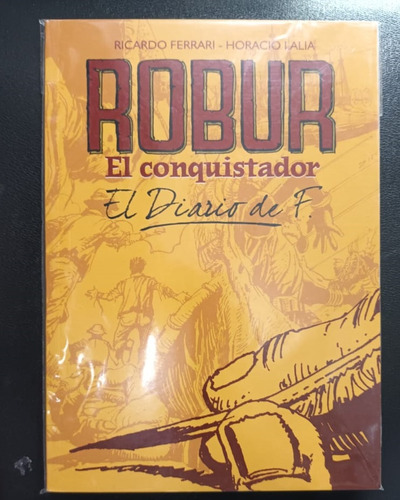 RICARDO FERRARI - HORACIO LALIA
ROBUR
El conquistador
El Diario de F.